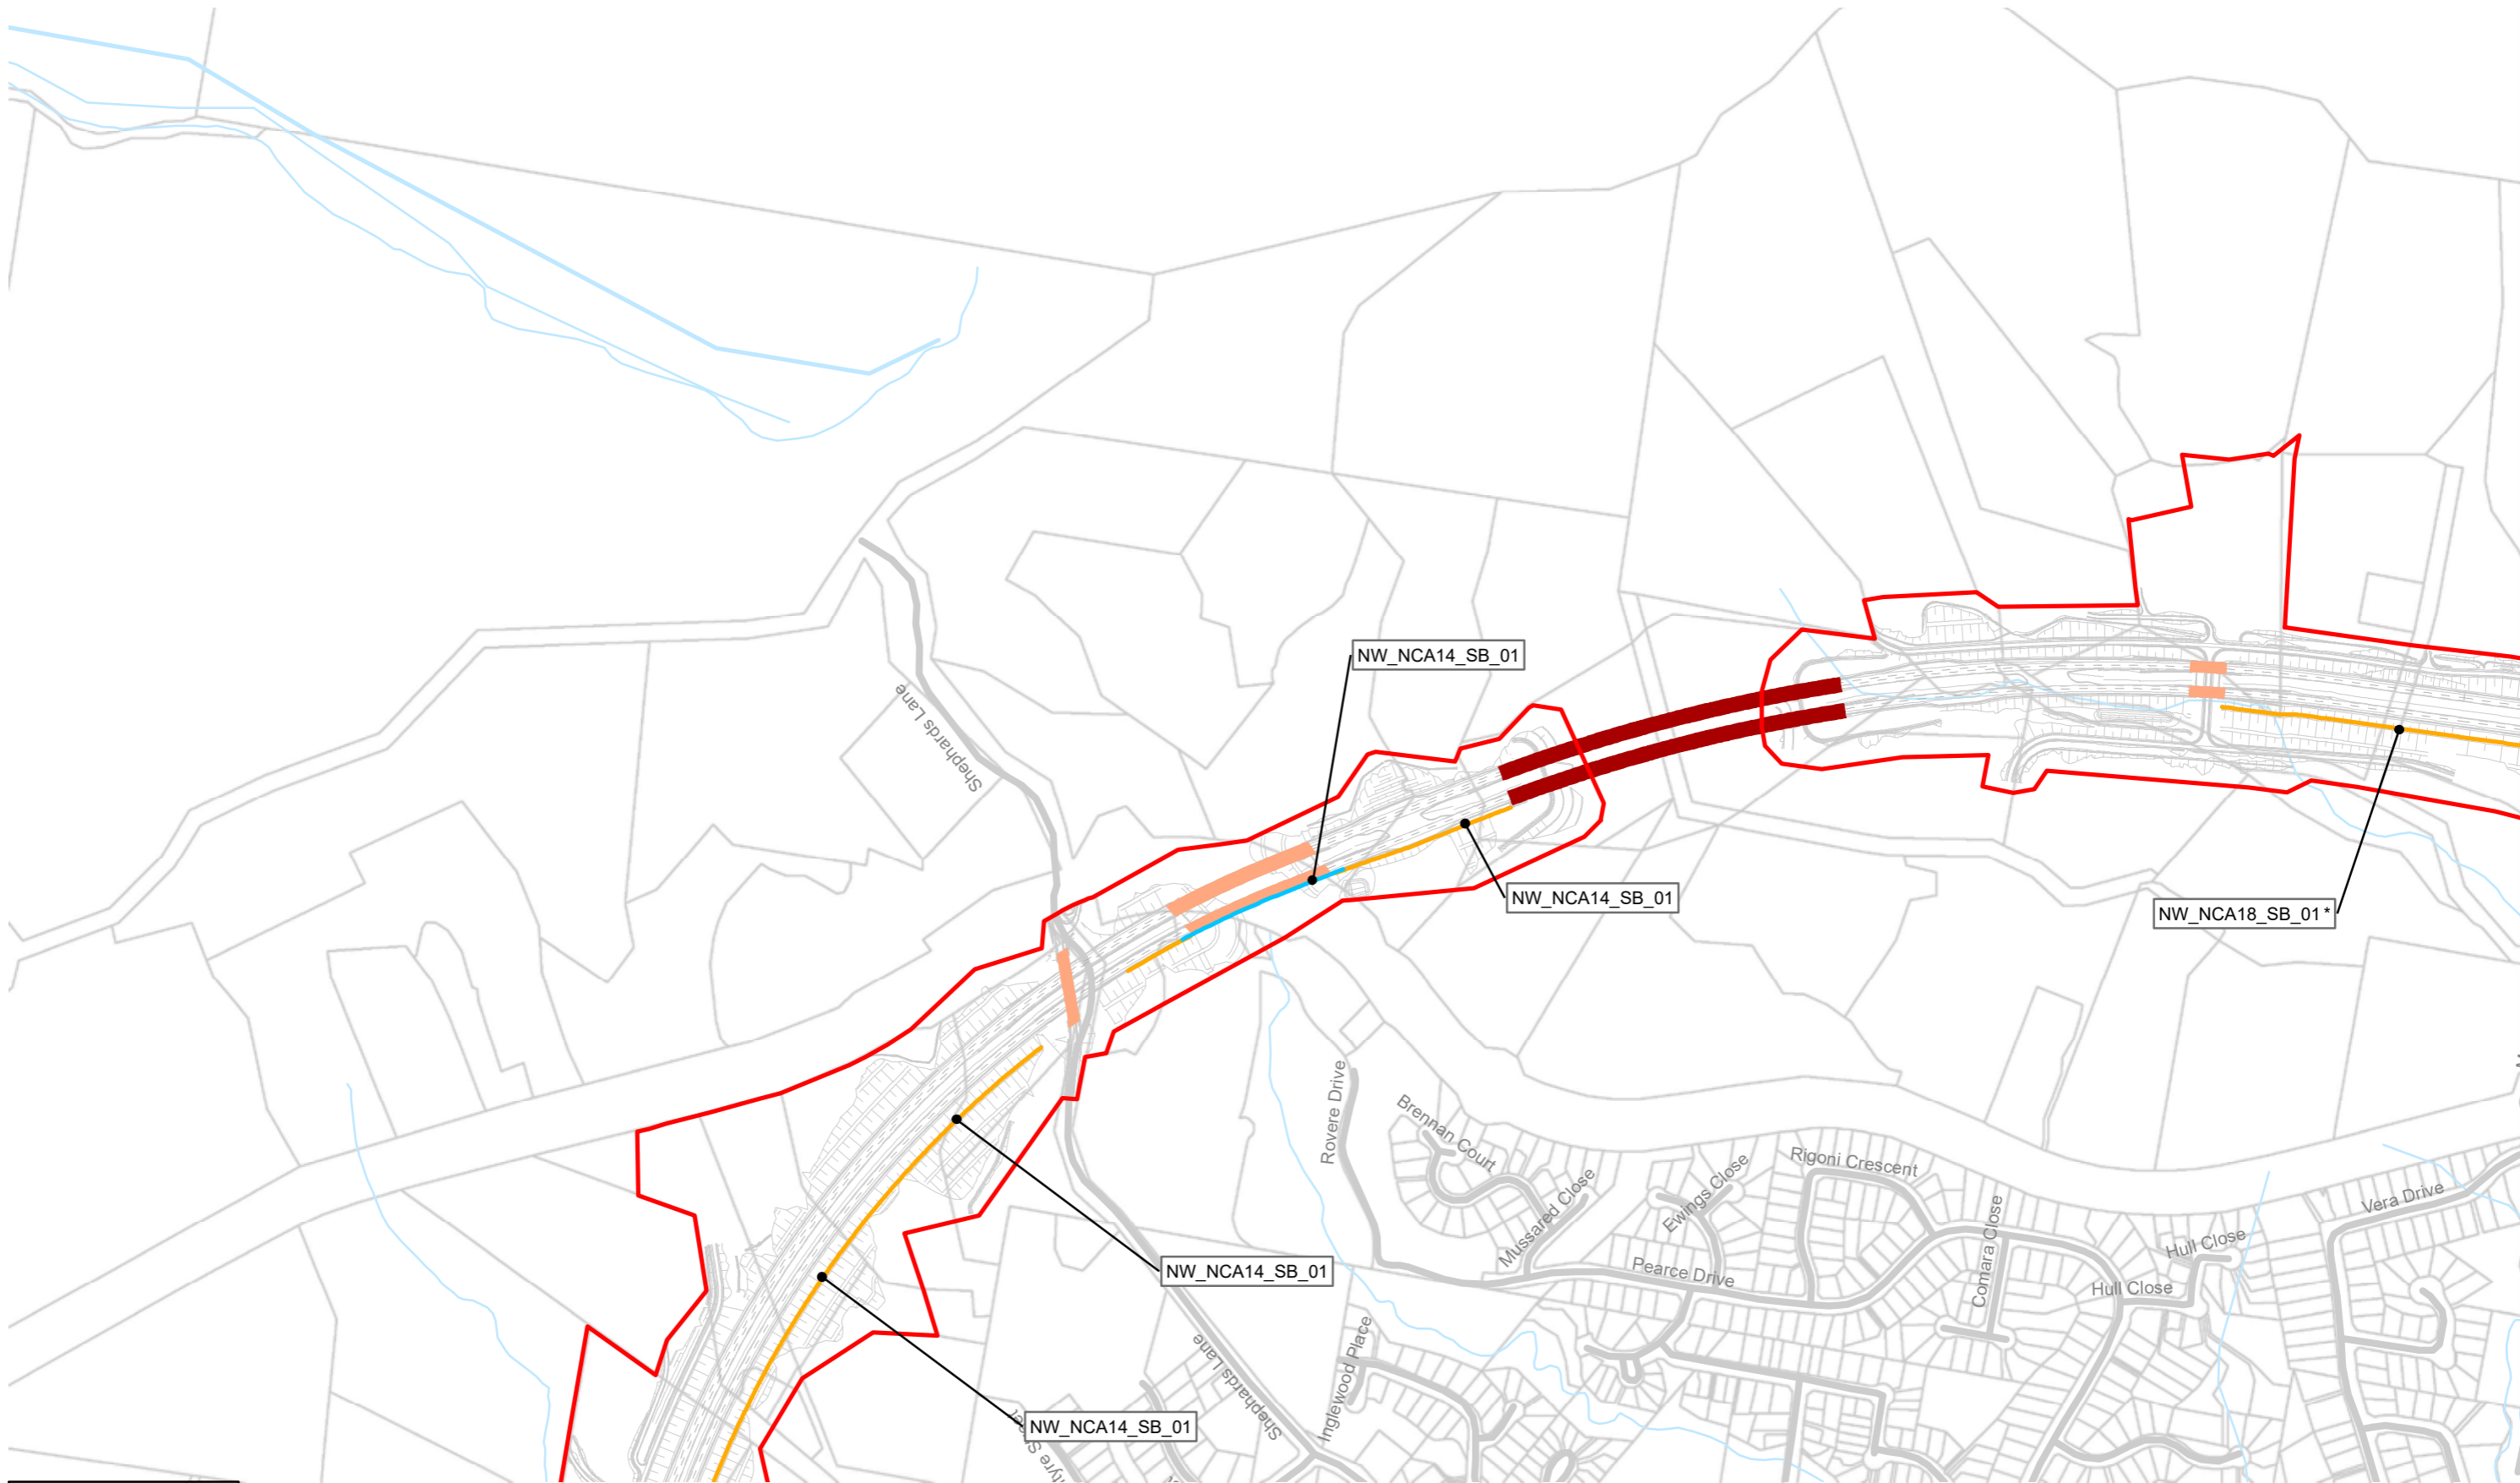 NW_NCA14_SB_01
Shephards Lane
NW_NCA14_SB_01
NW_NCA18_SB_01*
Rovere Drive
Brennan Court
Mussared Close
Ewings Close
Rigoni Crescent
Comara Close
Vera Drive
Hull Close
Hull Close
Pearce Drive
NW_NCA14_SB_01
Shephards Lane
Inglewood Place
NW_NCA14_SB_01